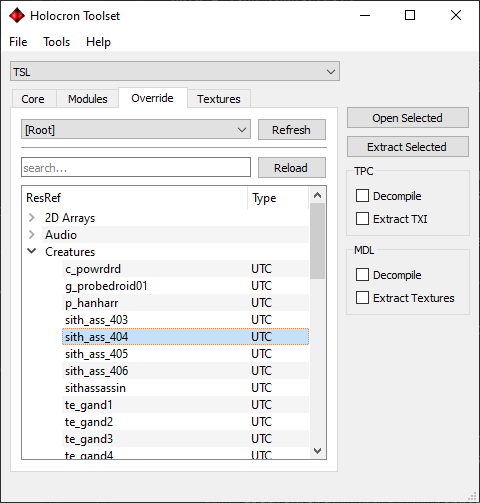 Holocron Toolset
File Tools Help
TSL
Core Modules Override Textures
[Root] Refresh
search... Reload
ResRef Type
2D Arrays
Audio
Creatures
c_powrdrd UTC
g_probedroid01 UTC
p_hanharr UTC
sith_ass_403 UTC
sith_ass_404 UTC
sith_ass_405 UTC
sith_ass_406 UTC
sithassassin UTC
te_gand1 UTC
te_gand2 UTC
te_gand3 UTC
te_gand4 UTC
Open Selected
Extract Selected
TPC
Decompile
Extract TXI
MDL
Decompile
Extract Textures